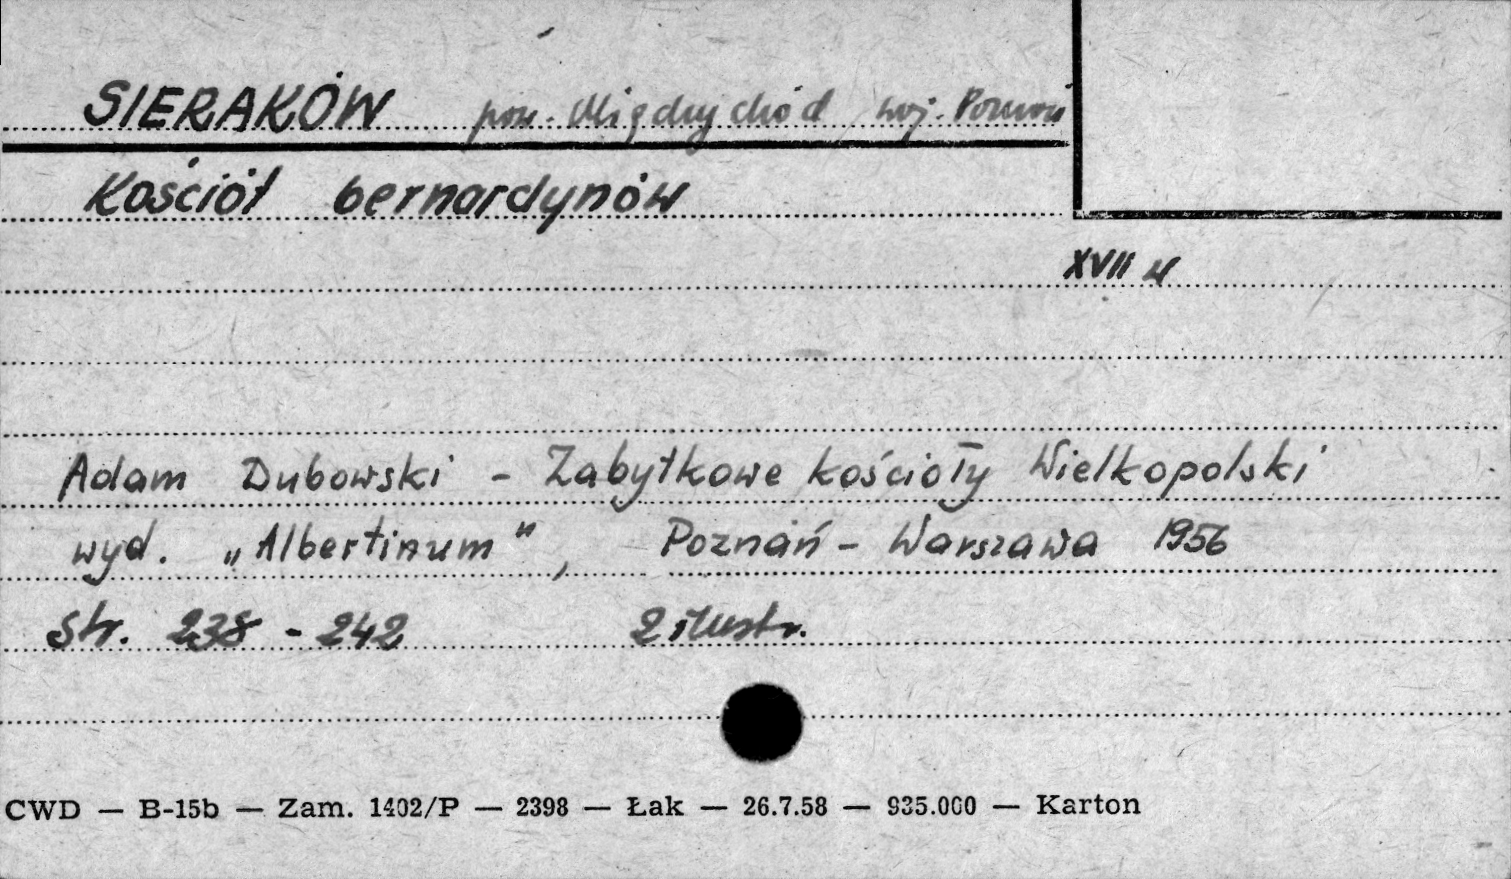 SIERAKÓW pow. Międzychód woj. Poznań
Kościół bernardynów
XVII w
Adam Dubowski - Zabytkowe kościoły Wielkopolski
wyd. „Albertinum", Poznań - Warszawa 1956
str. 238 - 242 2 ilustr.
CWD — B-15b — Zam. 1402/P — 2398 — Łak — 26.7.58 — 935.000 — Karton